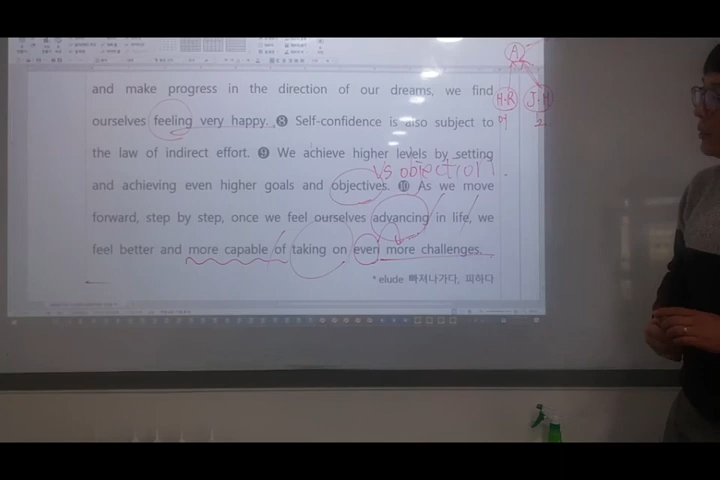 A
H-R
J-H
and make progress in the direction of our dreams, we find
ourselves feeling very happy. ❽ Self-confidence is also subject to
the law of indirect effort. ❾ We achieve higher levels by setting
vs objection.
and achieving even higher goals and objectives. ❿ As we move
forward, step by step, once we feel ourselves advancing in life, we
feel better and more capable of taking on even more challenges.
* elude 빠져나가다, 피하다